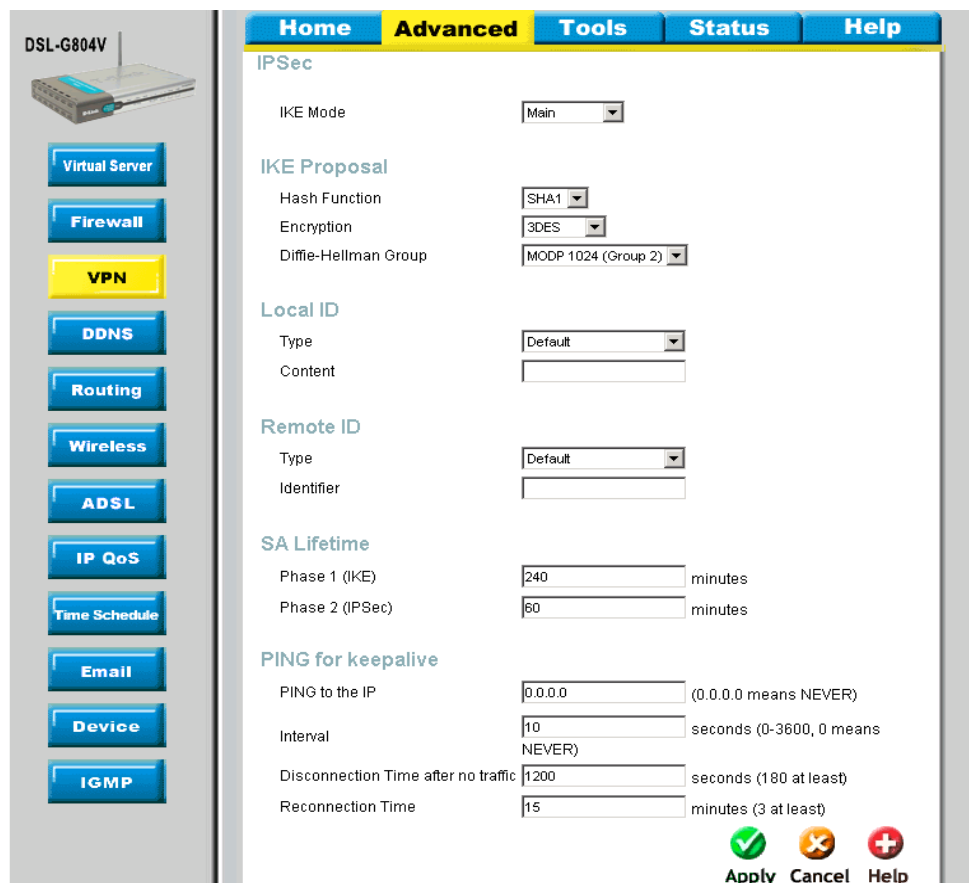 DSL-G804V
Home Advanced Tools Status Help
Virtual Server
Firewall
VPN
DDNS
Routing
Wireless
ADSL
IP QoS
Time Schedule
Email
Device
IGMP
IPSec
IKE Mode Main
IKE Proposal
Hash Function SHA1
Encryption 3DES
Diffie-Hellman Group MODP 1024 (Group 2)
Local ID
Type Default
Content
Remote ID
Type Default
Identifier
SA Lifetime
Phase 1 (IKE) 240 minutes
Phase 2 (IPSec) 60 minutes
PING for keepalive
PING to the IP 0.0.0.0 (0.0.0.0 means NEVER)
Interval 10 seconds (0-3600, 0 means
NEVER)
Disconnection Time after no traffic 1200 seconds (180 at least)
Reconnection Time 15 minutes (3 at least)
Apply Cancel Help